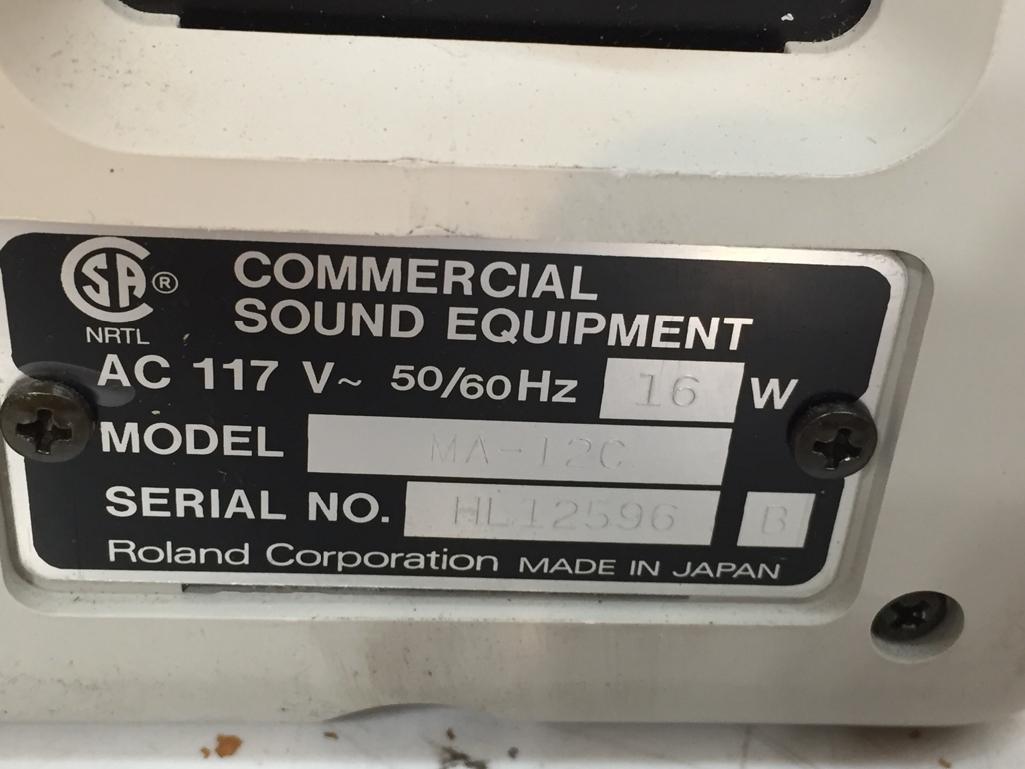 SA ®
NRTL
COMMERCIAL
SOUND EQUIPMENT
AC 117 V~ 50/60Hz 16 W
MODEL MA-12C
SERIAL NO. HL12596 B
Roland Corporation MADE IN JAPAN